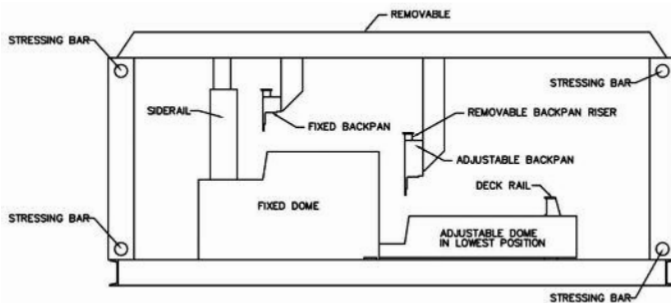 REMOVABLE
STRESSING BAR
STRESSING BAR
SIDERAIL
FIXED BACKPAN
REMOVABLE BACKPAN RISER
ADJUSTABLE BACKPAN
DECK RAIL
FIXED DOME
STRESSING BAR
ADJUSTABLE DOME
IN LOWEST POSITION
STRESSING BAR